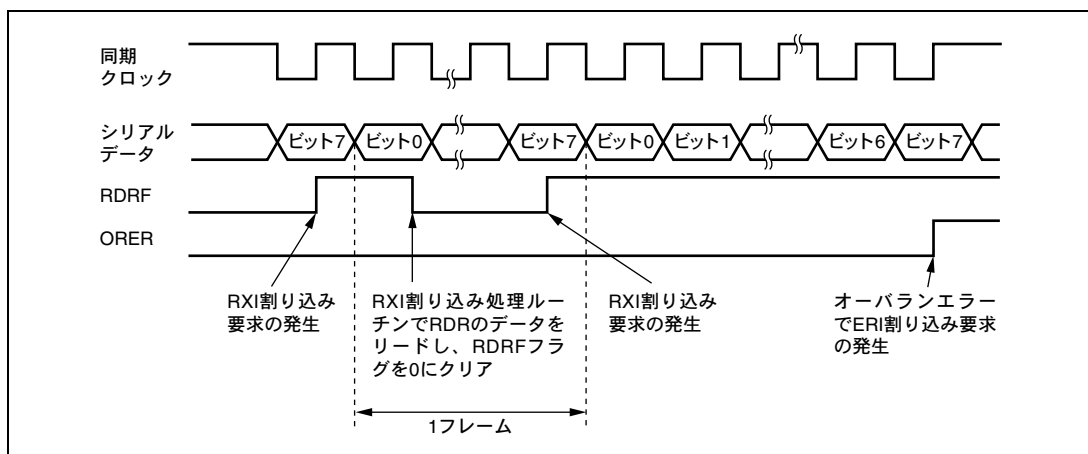 同期
クロック
シリアル
データ
ビット7 ビット0 ビット7 ビット0 ビット1 ビット6 ビット7
RDRF
ORER
RXI割り込み
要求の発生
RXI割り込み処理ルー
チンでRDRのデータを
リードし、RDRFフラ
グを0にクリア
RXI割り込み
要求の発生
オーバランエラー
でERI割り込み要求
の発生
1フレーム